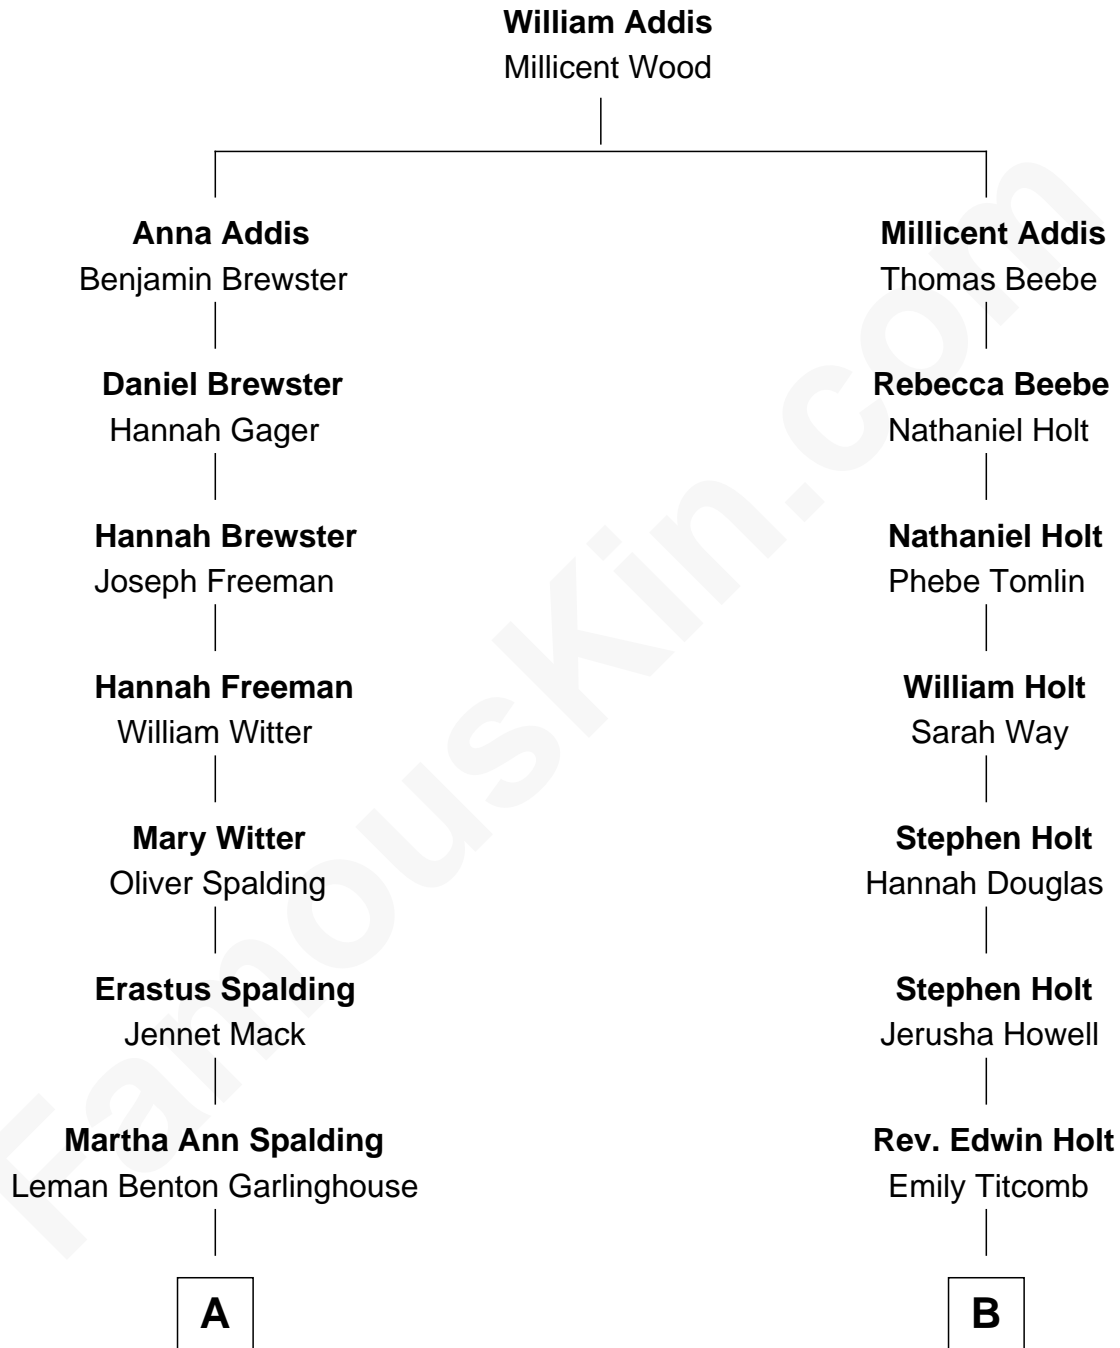 William Addis
Millicent Wood
Anna Addis
Benjamin Brewster
Millicent Addis
Thomas Beebe
Daniel Brewster
Hannah Gager
Rebecca Beebe
Nathaniel Holt
Hannah Brewster
Joseph Freeman
Nathaniel Holt
Phebe Tomlin
Hannah Freeman
William Witter
William Holt
Sarah Way
Mary Witter
Oliver Spalding
Stephen Holt
Hannah Douglas
Erastus Spalding
Jennet Mack
Stephen Holt
Jerusha Howell
Martha Ann Spalding
Leman Benton Garlinghouse
Rev. Edwin Holt
Emily Titcomb
A
B
FamousKin.com